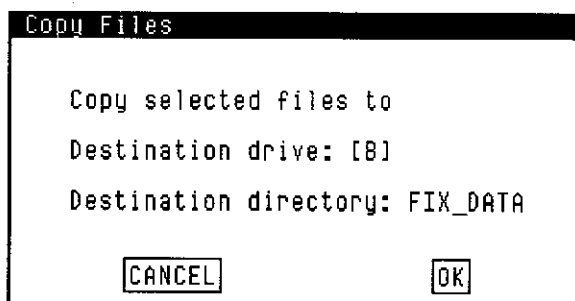 Copy Files
Copy selected files to
Destination drive: [B]
Destination directory: FIX_DATA
CANCEL OK